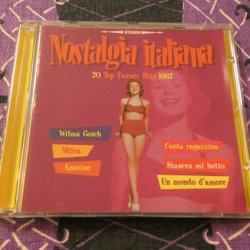 STEREO
Nostalgia italiana
20 Top Twenty Hits 1967
Wilma Goich
Milva
Antoine
Canta ragazzina
Stasera mi butto
Un mondo d'amore